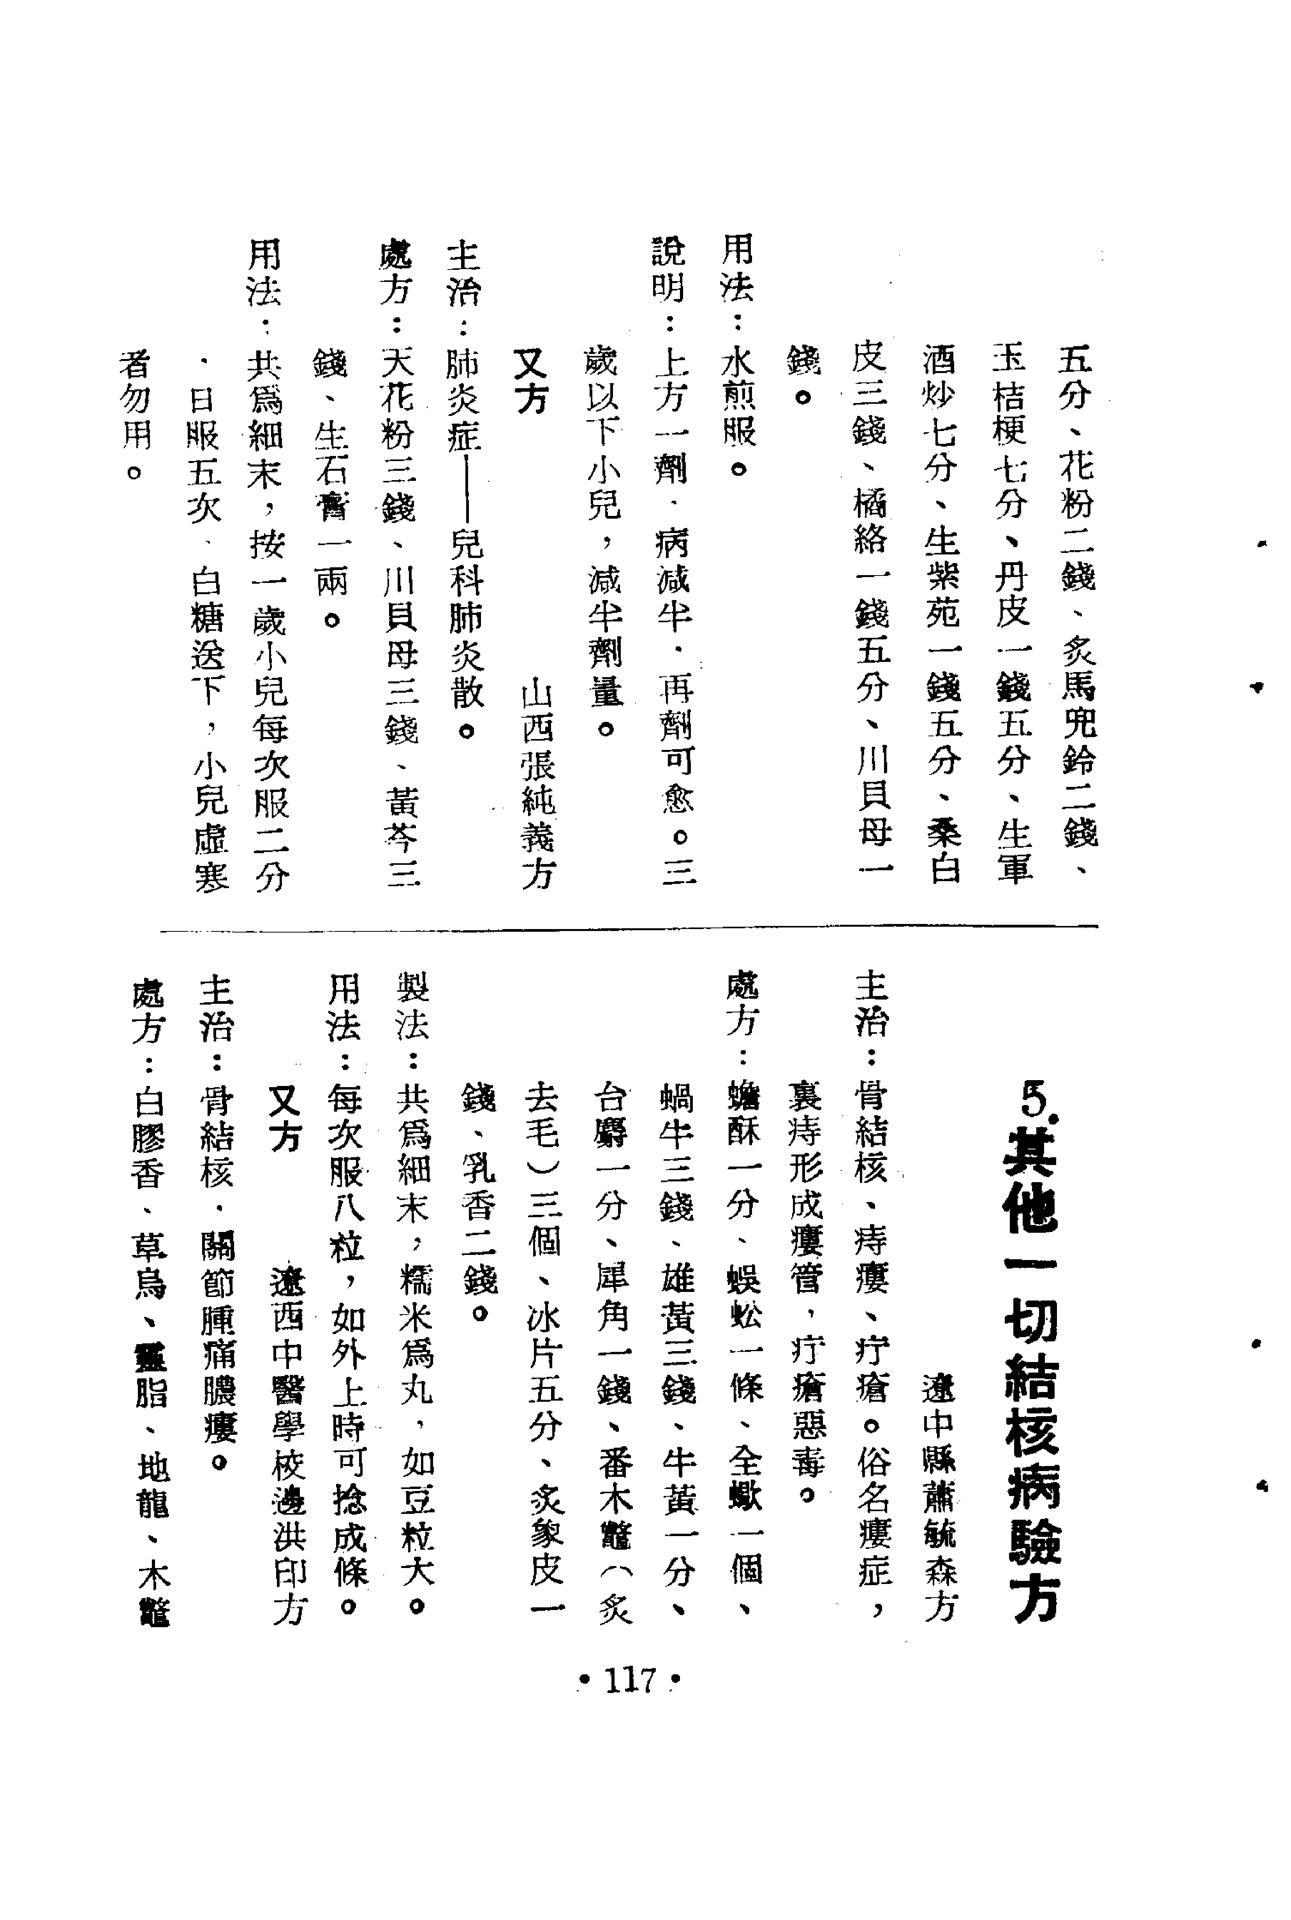 五分、花粉二錢、炙馬兜鈴二錢、
玉桔梗七分、丹皮一錢五分、生軍
酒炒七分、生紫苑一錢五分、桑白
皮三錢、橘絡一錢五分、川貝母一
錢。
用法：水煎服。
說明：上方一劑，病減半，再劑可愈。三
歲以下小兒，減半劑量。
又方　山西張純義方
主治：肺炎症——兒科肺炎散。
處方：天花粉三錢、川貝母三錢、黃芩三
錢、生石膏一兩。
用法：共爲細末，按一歲小兒每次服二分
，日服五次，白糖送下，小兒虛寒
者勿用。
5.其他一切結核病驗方
遼中縣蕭毓森方
主治：骨結核、痔瘻、疔瘡。俗名瘻症，
裏痔形成瘻管，疔瘡惡毒。
處方：蟾酥一分、蜈蚣一條、全蠍一個、
蝸牛三錢、雄黃三錢、牛黃一分、
台麝一分、犀角一錢、番木鱉（炙
去毛）三個、冰片五分、炙象皮一
錢、乳香二錢。
製法：共爲細末，糯米爲丸，如豆粒大。
用法：每次服八粒，如外上時可捻成條。
又方　遼西中醫學校邊洪印方
主治：骨結核，關節腫痛膿瘻。
處方：白膠香、草烏、靈脂、地龍、木鱉
·117·